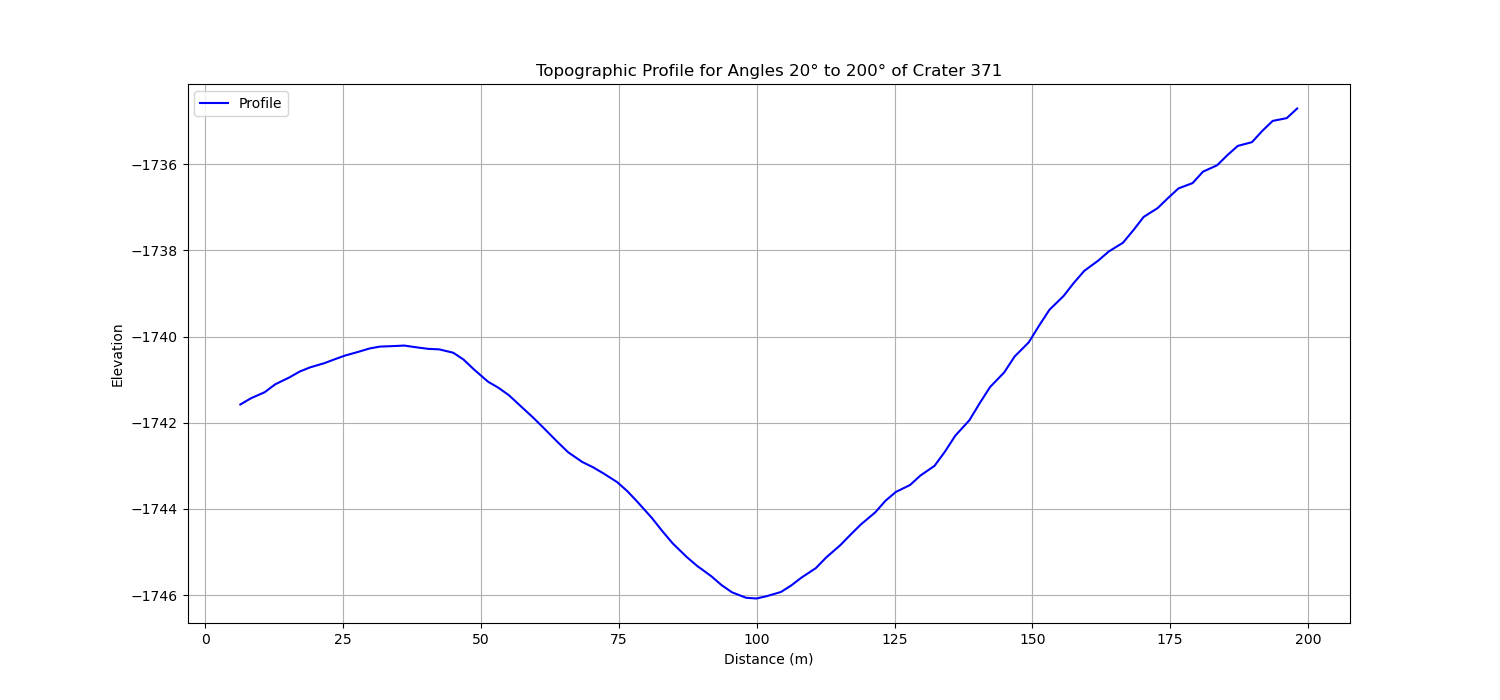 Topographic Profile for Angles 20° to 200° of Crater 371
Profile
−1736
−1738
−1740
−1742
−1744
−1746
Elevation
0 25 50 75 100 125 150 175 200
Distance (m)